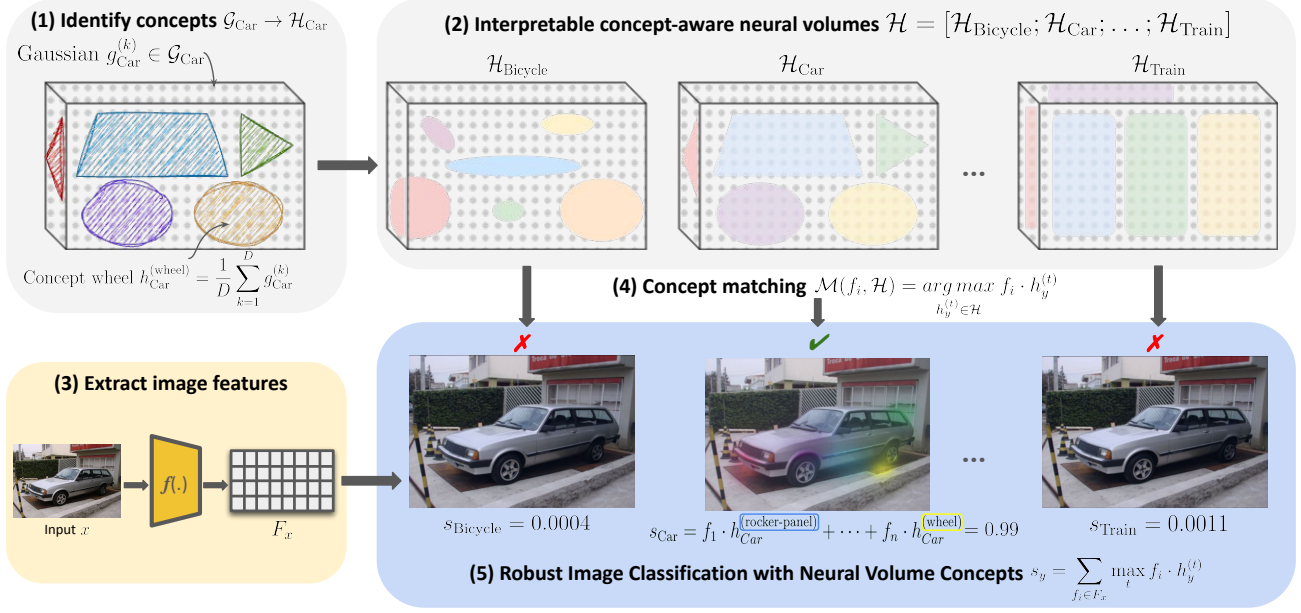 (1) Identify concepts 𝒢_Car → ℋ_Car
Gaussian g_Car^(k) ∈ 𝒢_Car
Concept wheel h_Car^(wheel) = 1/D ∑_{k=1}^{D} g_Car^(k)
(2) Interpretable concept-aware neural volumes ℋ = [ℋ_Bicycle; ℋ_Car; …; ℋ_Train]
ℋ_Bicycle
ℋ_Car
...
ℋ_Train
(4) Concept matching ℳ(f_i, ℋ) = arg max_{h_y^(t) ∈ ℋ} f_i · h_y^(t)
(3) Extract image features
Input x
f(.)
F_x
✗
✓
✗
...
s_Bicycle = 0.0004
s_Car = f_1 · h_Car^(rocker-panel) + ⋯ + f_n · h_Car^(wheel) = 0.99
s_Train = 0.0011
(5) Robust Image Classification with Neural Volume Concepts s_y = ∑_{f_i ∈ F_x} max_t f_i · h_y^(t)